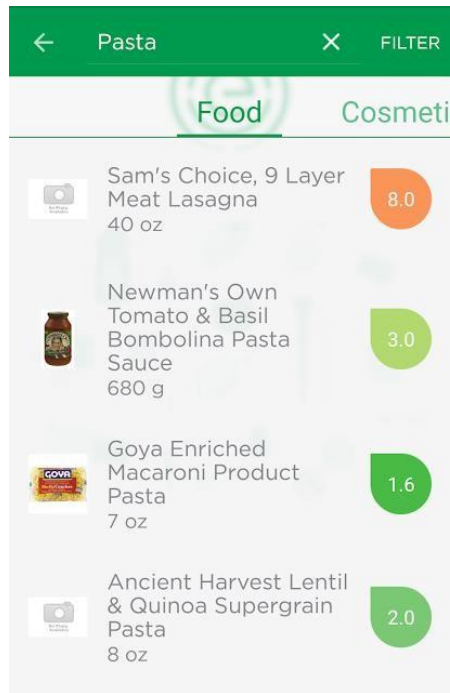 Pasta
FILTER
Food
Cosmeti
Sam's Choice, 9 Layer
Meat Lasagna
40 oz
8.0
Newman's Own
Tomato & Basil
Bombolina Pasta
Sauce
680 g
3.0
GOYA
Goya Enriched
Macaroni Product
Pasta
7 oz
1.6
Ancient Harvest Lentil
& Quinoa Supergrain
Pasta
8 oz
2.0